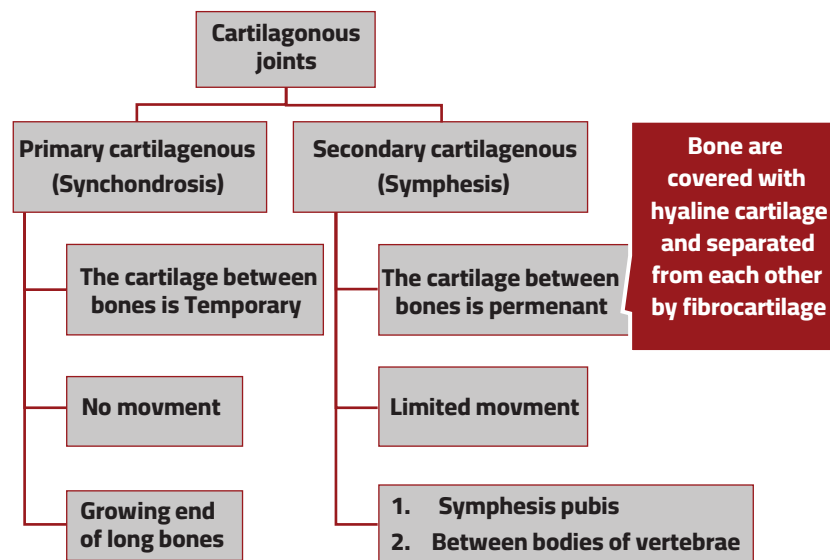 Cartilagonous
joints
Primary cartilagenous
(Synchondrosis)
Secondary cartilagenous
(Symphesis)
Bone are
covered with
hyaline cartilage
and separated
from each other
by fibrocartilage
The cartilage between
bones is Temporary
The cartilage between
bones is permenant
No movment
Limited movment
Growing end
of long bones
1. Symphesis pubis
2. Between bodies of vertebrae